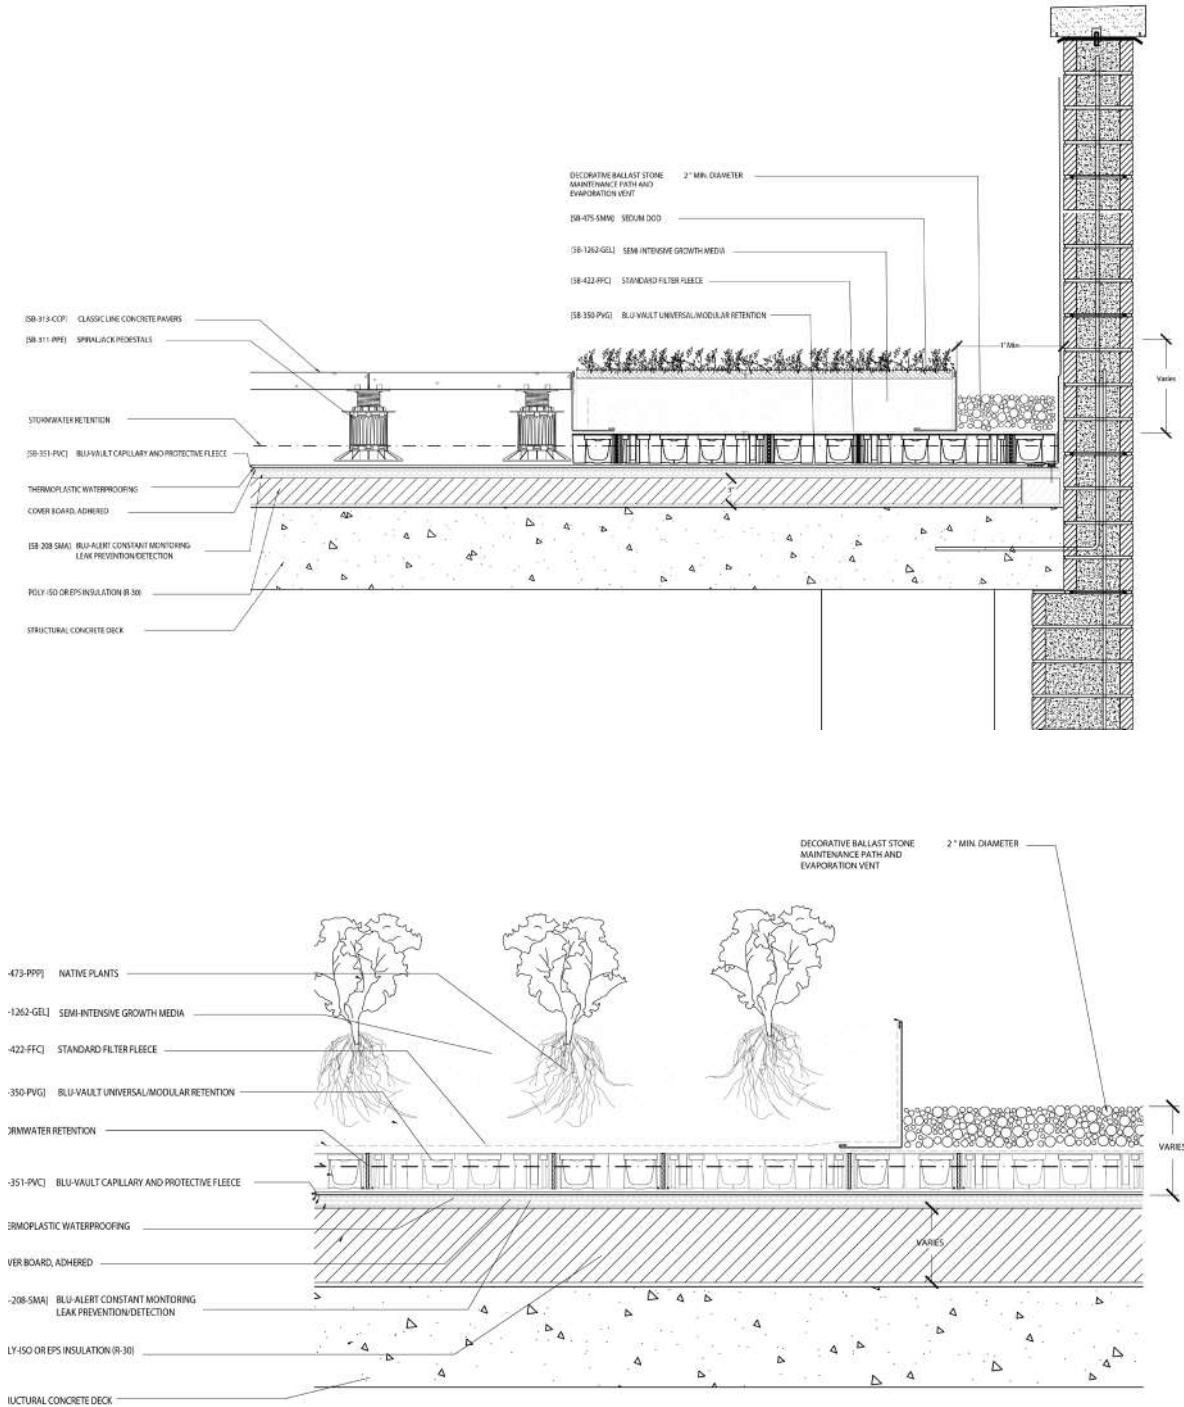 DECORATIVE BALLAST STONE 2 " MIN. DIAMETER
MAINTENANCE PATH AND
EVAPORATION VENT
[SB-475-SMM] SEDUM DOD
[SB-1262-GEL] SEMI-INTENSIVE GROWTH MEDIA
[SB-422-FFC] STANDARD FILTER FLEECE
[SB-350-PVG] BLU-VAULT UNIVERSAL/MODULAR RETENTION
[SB-313-CCP] CLASSIC LINE CONCRETE PAVERS
[SB-311-PPE] SPIRALJACK PEDESTALS
1" Min
Varies
STORMWATER RETENTION
[SB-351-PVC] BLU-VAULT CAPILLARY AND PROTECTIVE FLEECE
THERMOPLASTIC WATERPROOFING
COVER BOARD, ADHERED
[SB-208-SMA] BLU-ALERT CONSTANT MONTORING
LEAK PREVENTION/DETECTION
POLY-ISO OR EPS INSULATION (R-30)
STRUCTURAL CONCRETE DECK
DECORATIVE BALLAST STONE 2 " MIN. DIAMETER
MAINTENANCE PATH AND
EVAPORATION VENT
-473-PPP] NATIVE PLANTS
-1262-GEL] SEMI-INTENSIVE GROWTH MEDIA
-422-FFC] STANDARD FILTER FLEECE
-350-PVG] BLU-VAULT UNIVERSAL/MODULAR RETENTION
ORMWATER RETENTION
VARIES
-351-PVC] BLU-VAULT CAPILLARY AND PROTECTIVE FLEECE
ERMOPLASTIC WATERPROOFING
VARIES
VER BOARD, ADHERED
-208-SMA] BLU-ALERT CONSTANT MONTORING
LEAK PREVENTION/DETECTION
LY-ISO OR EPS INSULATION (R-30)
RUCTURAL CONCRETE DECK